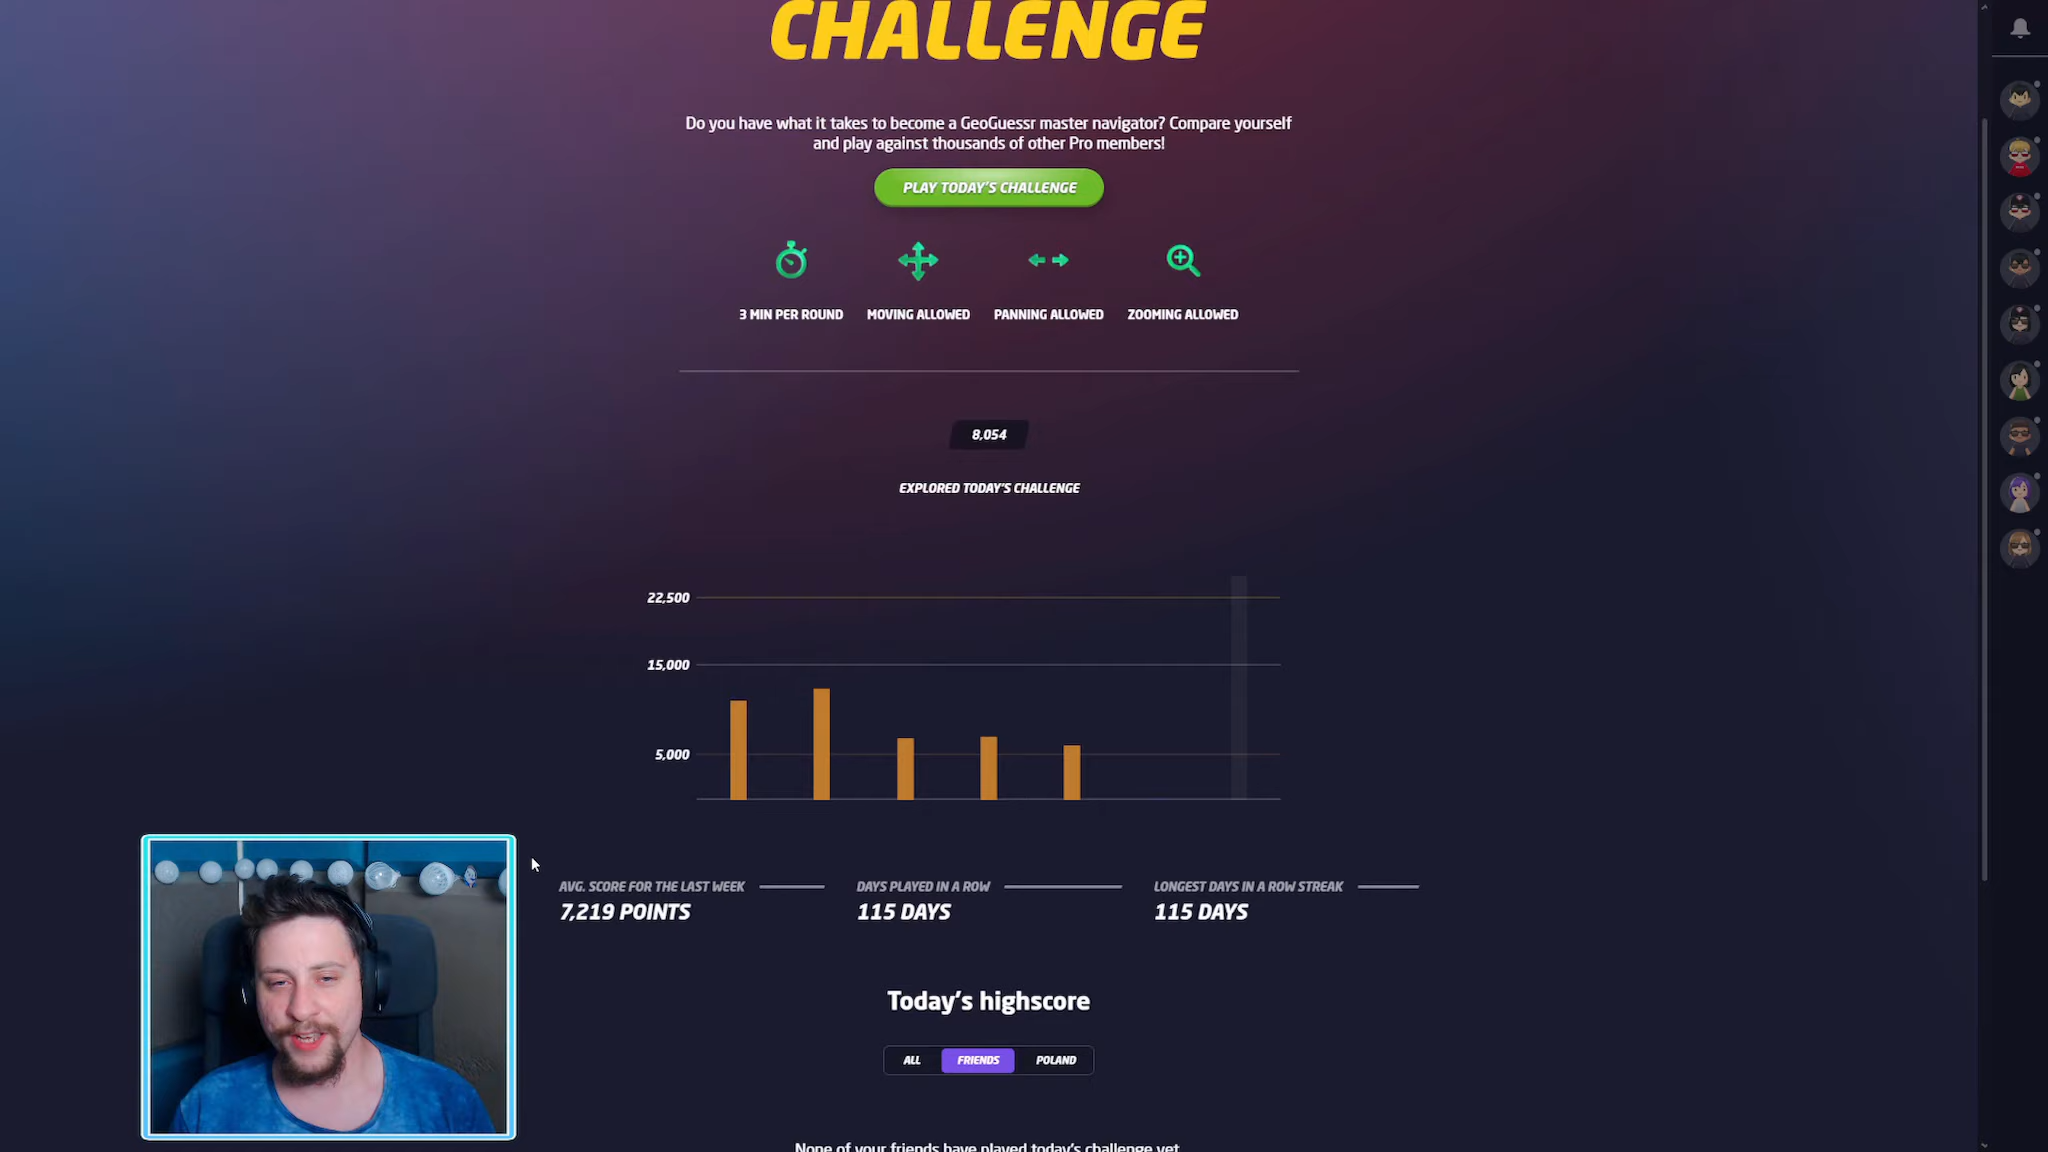 CHALLENGE
Do you have what it takes to become a GeoGuessr master navigator? Compare yourself
and play against thousands of other Pro members!
PLAY TODAY'S CHALLENGE
3 MIN PER ROUND
MOVING ALLOWED
PANNING ALLOWED
ZOOMING ALLOWED
8,054
EXPLORED TODAY'S CHALLENGE
22,500
15,000
5,000
AVG. SCORE FOR THE LAST WEEK
7,219 POINTS
DAYS PLAYED IN A ROW
115 DAYS
LONGEST DAYS IN A ROW STREAK
115 DAYS
Today's highscore
ALL
FRIENDS
POLAND
None of your friends have played today's challenge yet